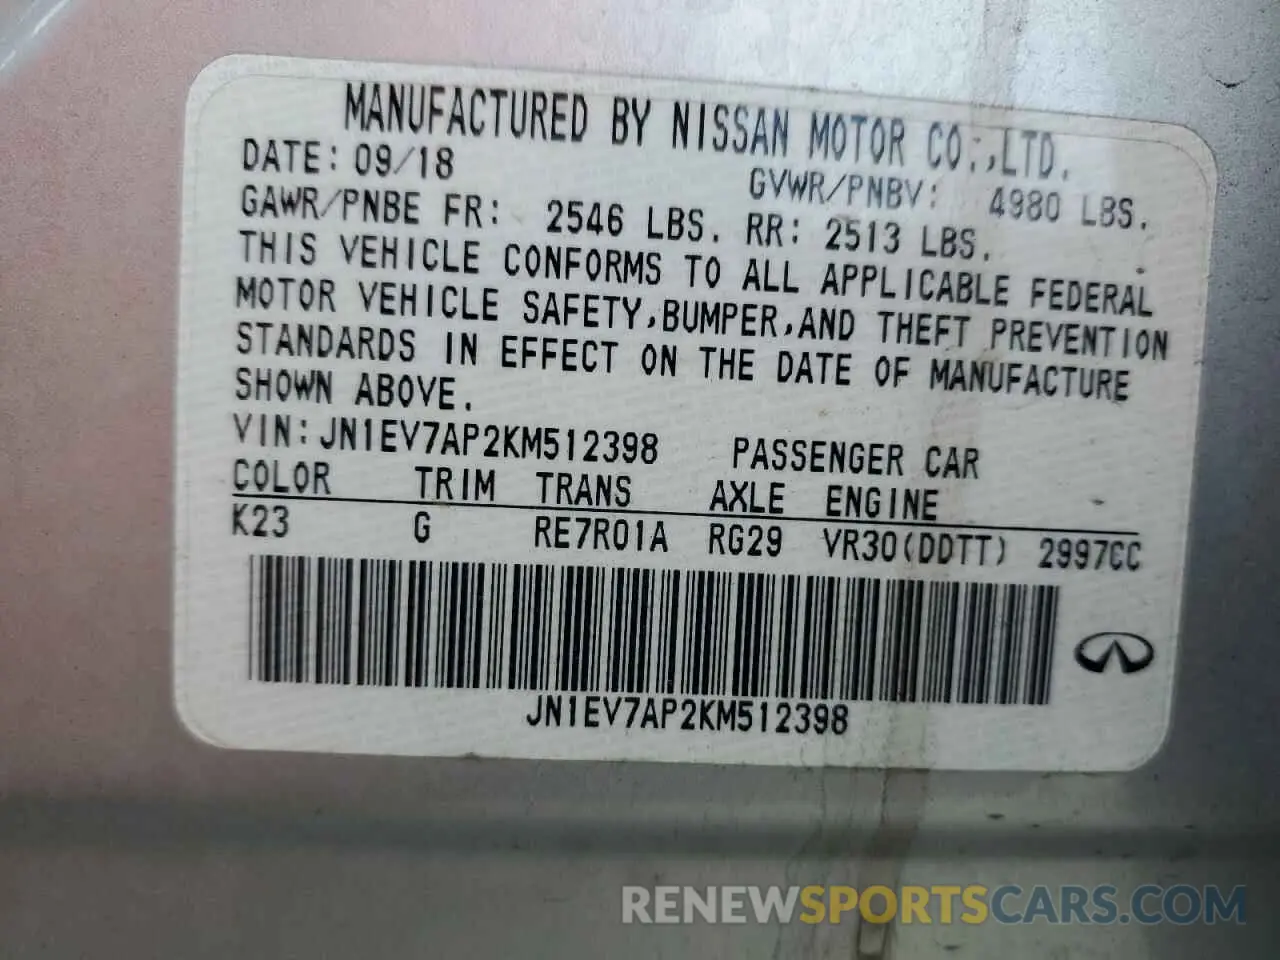 MANUFACTURED BY NISSAN MOTOR CO.,LTD.
DATE: 09/18 GVWR/PNBV: 4980 LBS.
GAWR/PNBE FR: 2546 LBS. RR: 2513 LBS.
THIS VEHICLE CONFORMS TO ALL APPLICABLE FEDERAL
MOTOR VEHICLE SAFETY,BUMPER,AND THEFT PREVENTION
STANDARDS IN EFFECT ON THE DATE OF MANUFACTURE
SHOWN ABOVE.
VIN: JN1EV7AP2KM512398 PASSENGER CAR
COLOR TRIM TRANS AXLE ENGINE
K23 G RE7R01A RG29 VR30(DDTT) 2997CC
JN1EV7AP2KM512398
RENEWSPORTSCARS.COM